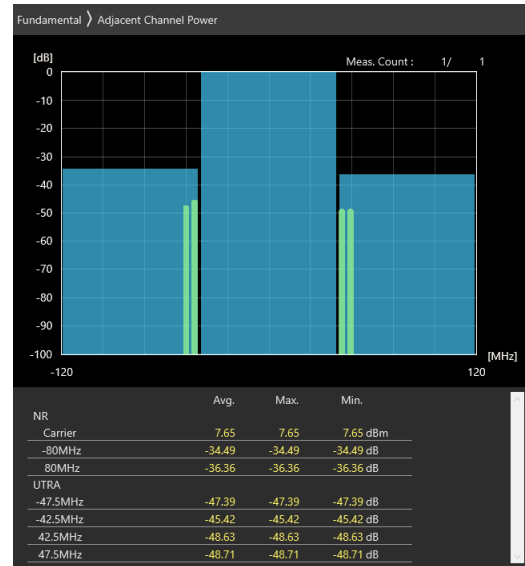 Fundamental 〉 Adjacent Channel Power
[dB]
Meas. Count : 1/ 1
0
-10
-20
-30
-40
-50
-60
-70
-80
-90
-100
[MHz]
-120 120
Avg. Max. Min.
NR
Carrier 7.65 7.65 7.65 dBm
-80MHz -34.49 -34.49 -34.49 dB
80MHz -36.36 -36.36 -36.36 dB
UTRA
-47.5MHz -47.39 -47.39 -47.39 dB
-42.5MHz -45.42 -45.42 -45.42 dB
42.5MHz -48.63 -48.63 -48.63 dB
47.5MHz -48.71 -48.71 -48.71 dB